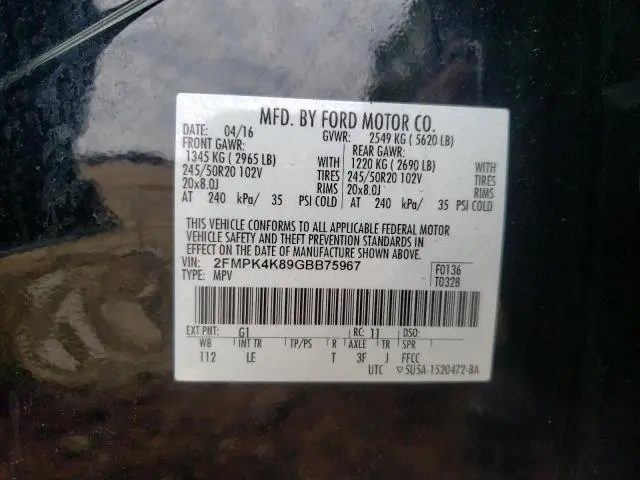 MFD. BY FORD MOTOR CO.
DATE: 04/16 GVWR: 2549 KG ( 5620 LB)
FRONT GAWR: REAR GAWR:
1345 KG ( 2965 LB) WITH 1220 KG ( 2690 LB) WITH
245/50R20 102V TIRES 245/50R20 102V TIRES
20x8.0J RIMS 20x8.0J RIMS
AT 240 kPa/ 35 PSI COLD AT 240 kPa/ 35 PSI COLD
THIS VEHICLE CONFORMS TO ALL APPLICABLE FEDERAL MOTOR
VEHICLE SAFETY AND THEFT PREVENTION STANDARDS IN
EFFECT ON THE DATE OF MANUFACTURE SHOWN ABOVE.
VIN: 2FMPK4K89GBB75967 F0136
TYPE: MPV T0328
EXT PNT: G1 RC: 11 DSO:
WB INT TR TP/PS R AXLE TR SPR
112 LE T 3F J FFCC
UTC ▽5U5A-1520472-BA